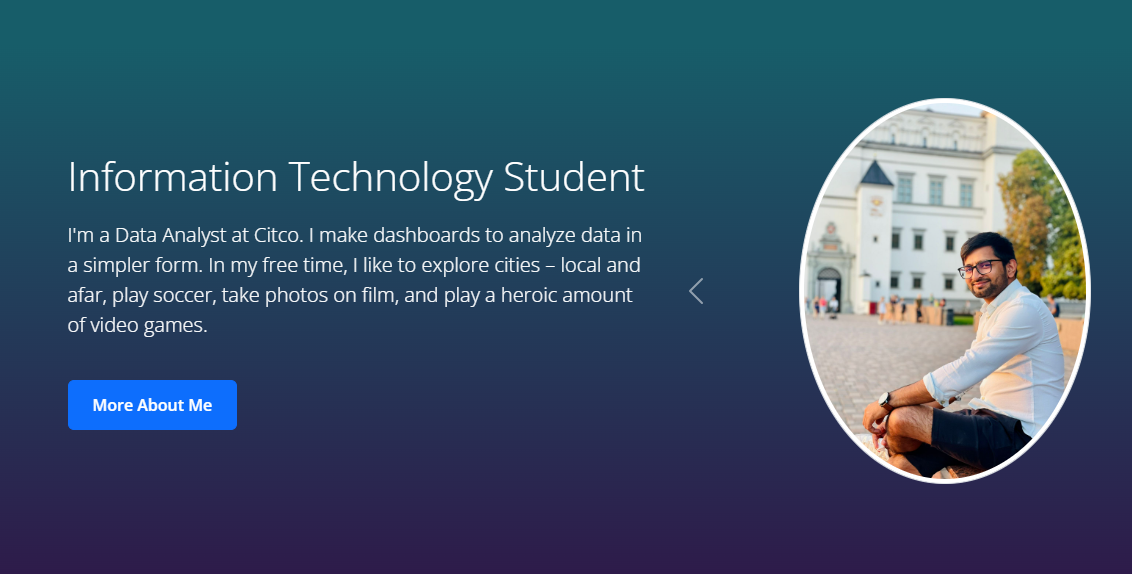 Information Technology Student
I'm a Data Analyst at Citco. I make dashboards to analyze data in
a simpler form. In my free time, I like to explore cities – local and
afar, play soccer, take photos on film, and play a heroic amount
of video games.
More About Me